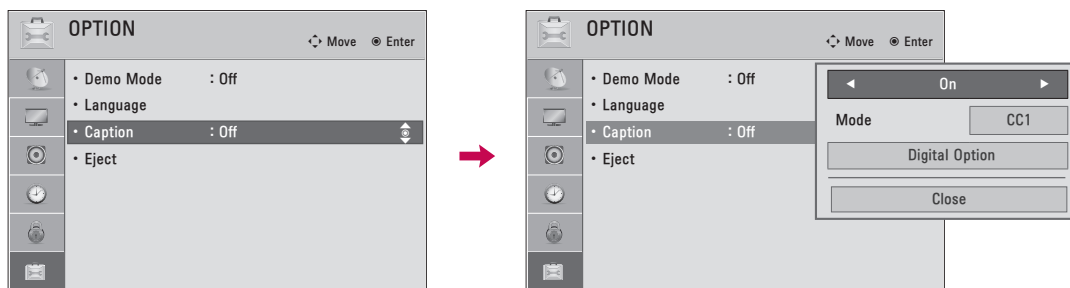 OPTION
Move Enter
• Demo Mode : Off
• Language
• Caption : Off
• Eject
OPTION
Move Enter
• Demo Mode : Off
• Language
• Caption : Off
• Eject
◄ On ►
Mode CC1
Digital Option
Close